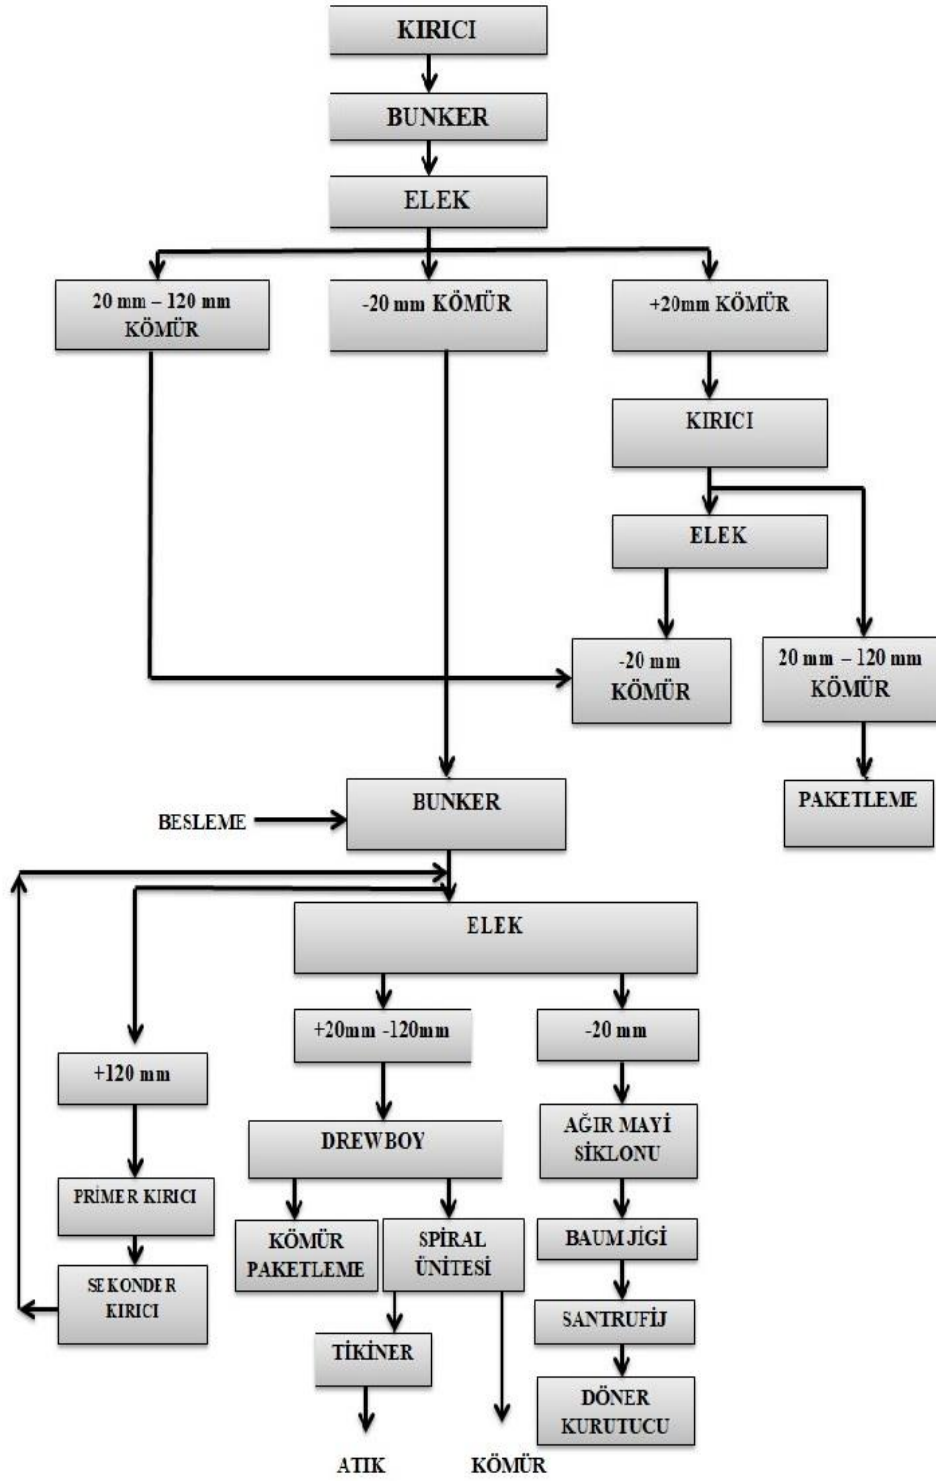 KIRICI
BUNKER
ELEK
20 mm – 120 mm
KÖMÜR
-20 mm KÖMÜR
+20mm KÖMÜR
KIRICI
ELEK
-20 mm
KÖMÜR
20 mm – 120 mm
KÖMÜR
PAKETLEME
BUNKER
BESLEME
ELEK
+20mm -120mm
-20 mm
+120 mm
AĞIR MAYİ
SİKLONU
DREWBOY
PRİMER KIRICI
KÖMÜR
PAKETLEME
SPİRAL
ÜNİTESİ
BAUM JİGİ
SEKONDER
KIRICI
SANTRUFİJ
TİKİNER
DÖNER
KURUTUCU
ATIK
KÖMÜR